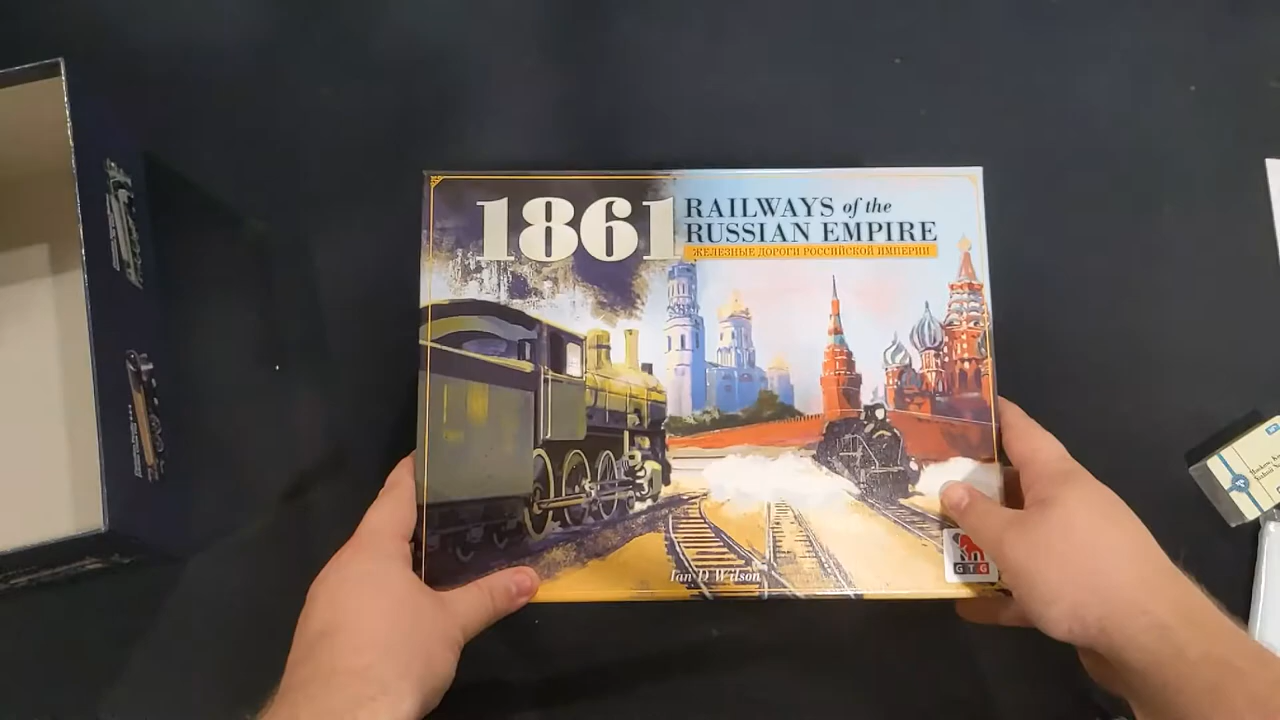 1861
RAILWAYS of the
RUSSIAN EMPIRE
ЖЕЛЕЗНЫЕ ДОРОГИ РОССИЙСКОЙ ИМПЕРИИ
Ian D Wilson
GTG